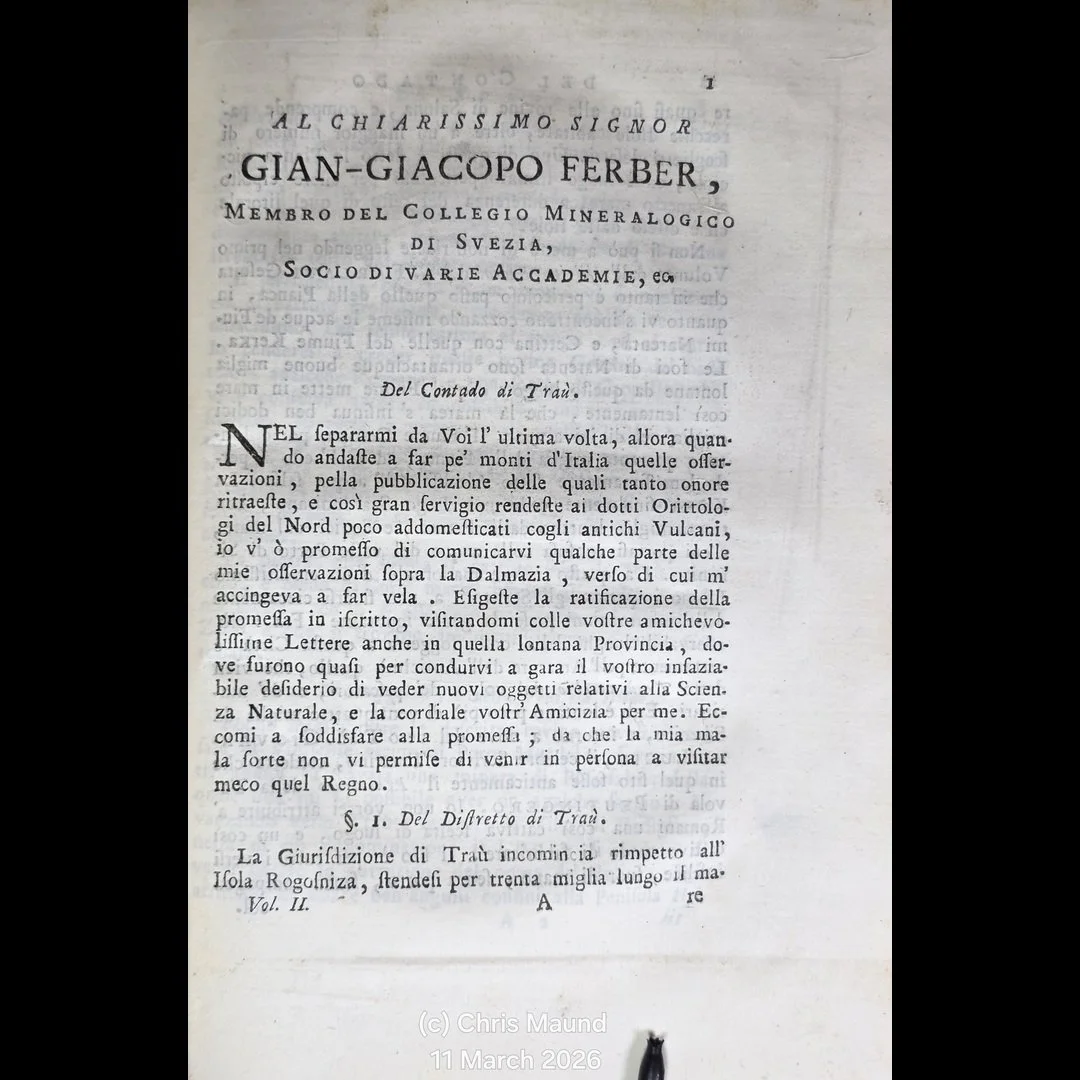 1
AL CHIARISSIMO SIGNOR
GIAN-GIACOPO FERBER,
MEMBRO DEL COLLEGIO MINERALOGICO
DI SVEZIA,
SOCIO DI VARIE ACCADEMIE, ec.
Del Contado di Traù.
NEL ſepararmi da Voi l' ultima volta, allora quan-
do andaſte a far pe' monti d'Italia quelle oſſer-
vazioni, pella pubblicazione delle quali tanto onore
ritraeſte, e così gran ſervigio rendeſte ai dotti Orittolo-
gi del Nord poco addomeſticati cogli antichi Vulcani,
io v' ò promeſſo di comunicarvi qualche parte delle
mie oſſervazioni ſopra la Dalmazia, verſo di cui m'
accingeva a far vela. Eſigeſte la ratificazione della
promeſſa in iſcritto, viſitandomi colle voſtre amichevo-
liſſime Lettere anche in quella lontana Provincia, do-
ve furono quaſi per condurvi a gara il voſtro inſazia-
bile deſiderio di veder nuovi oggetti relativi alla Scien-
za Naturale, e la cordiale voſtr' Amicizia per me. Ec-
comi a ſoddisfare alla promeſſa; da che la mia ma-
la ſorte non vi permiſe di venir in perſona a viſitar
meco quel Regno.
§. 1. Del Diſtretto di Traù.
La Giuriſdizione di Traù incomincia rimpetto all'
Iſola Rogoſniza, ſtendeſi per trenta miglia lungo il ma-
Vol. II. A re
(c) Chris Maund
11 March 2026